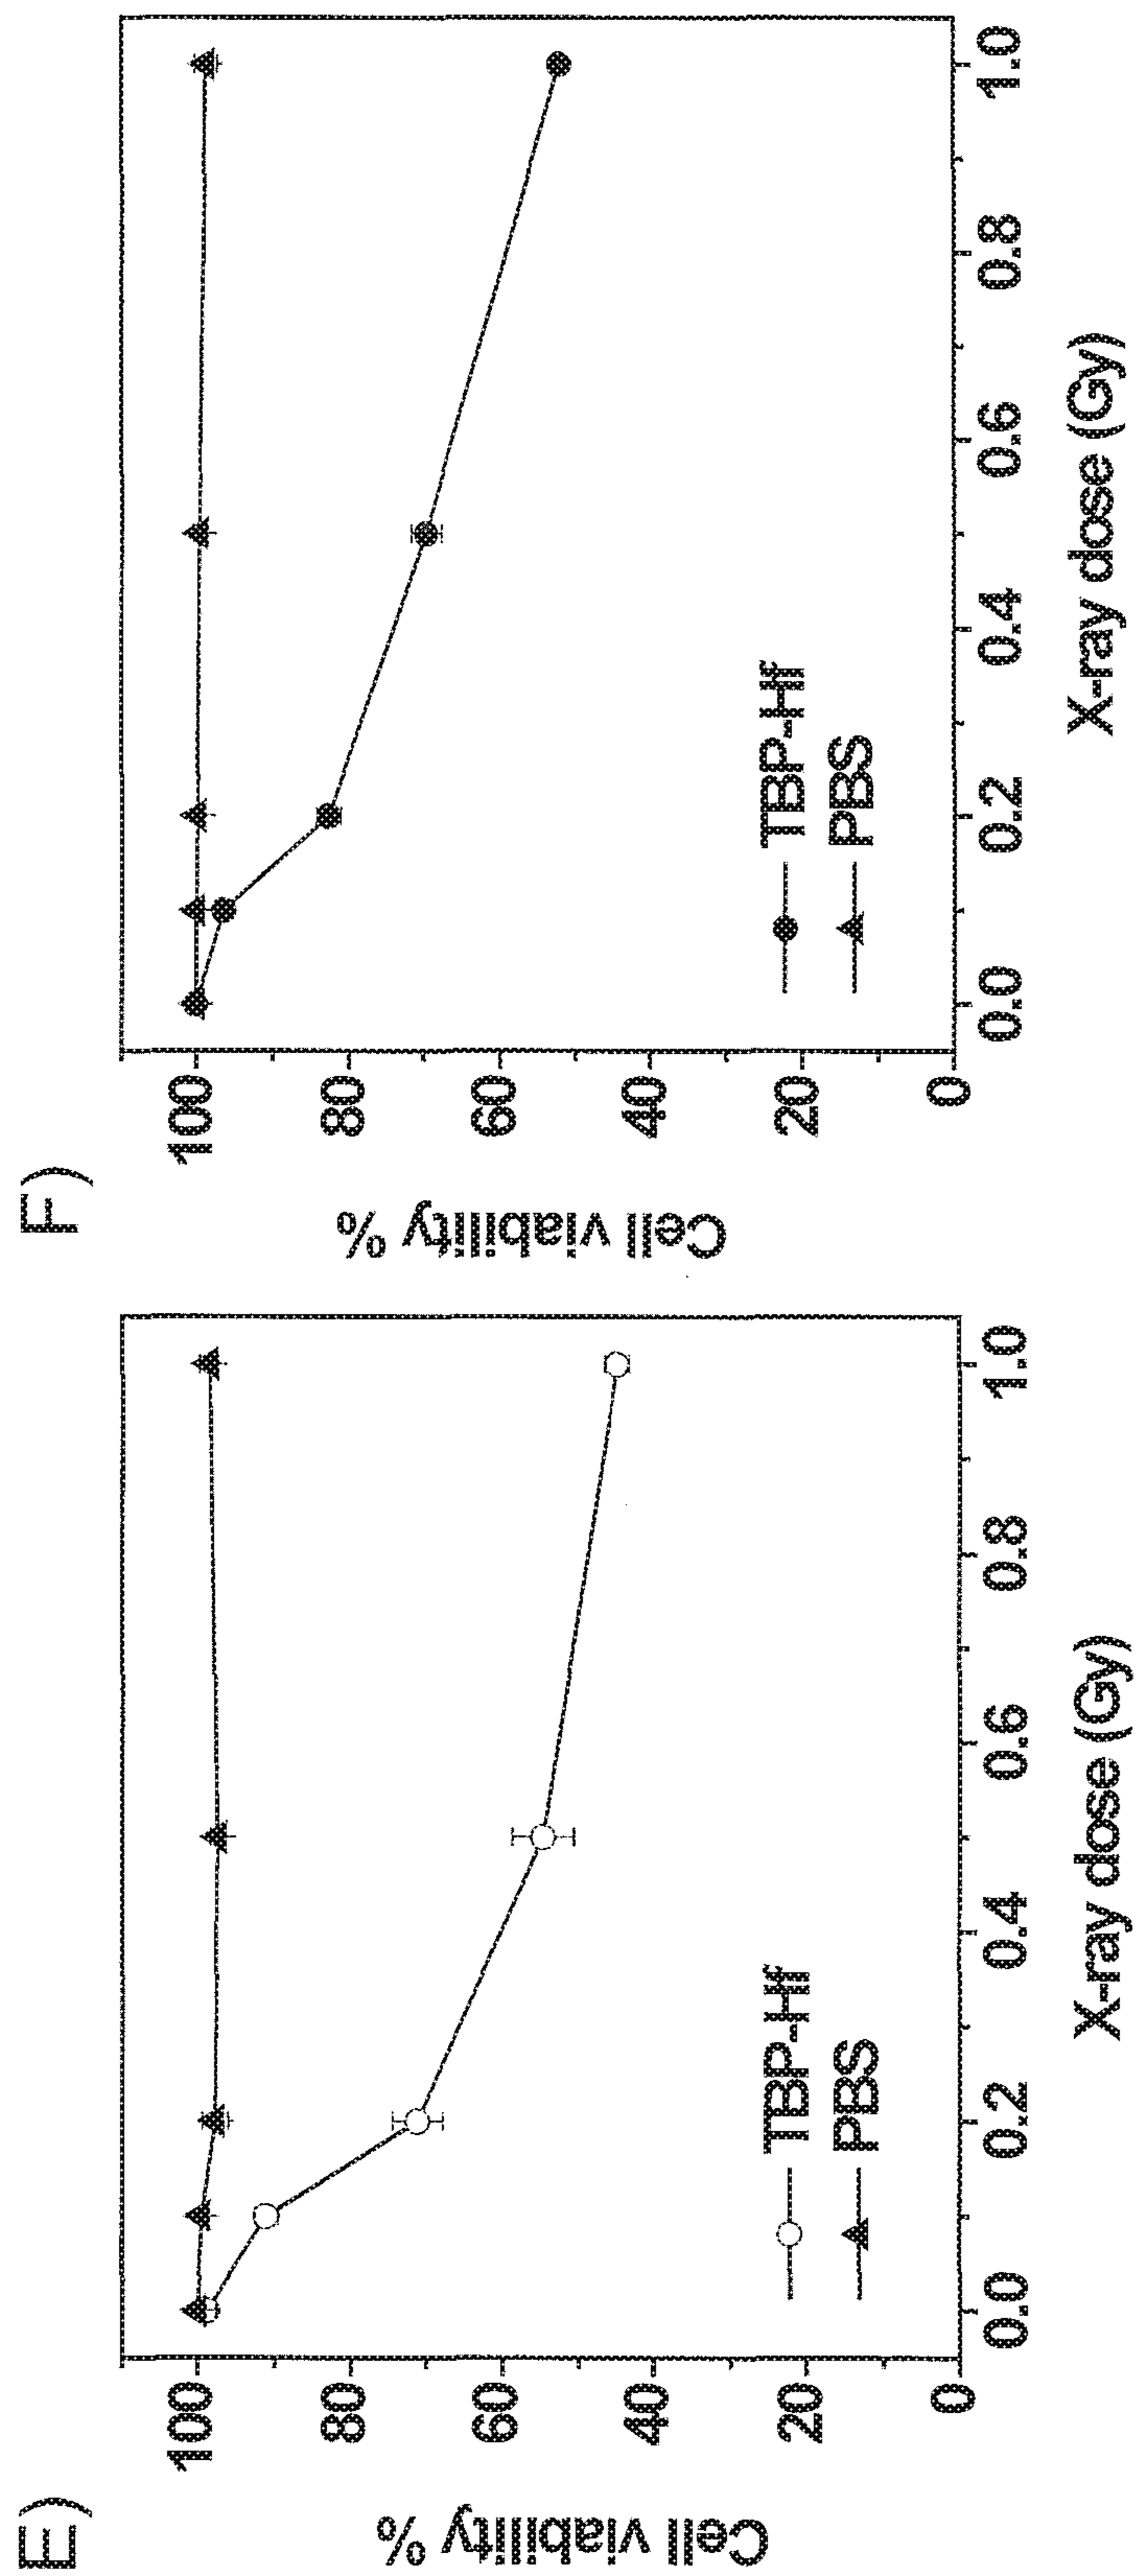 E)
Cell viability %
100
80
60
40
20
0
TBP-Hf
PBS
0.0 0.2 0.4 0.6 0.8 1.0
X-ray dose (Gy)
F)
Cell viability %
100
80
60
40
20
0
TBP-Hf
PBS
0.0 0.2 0.4 0.6 0.8 1.0
X-ray dose (Gy)